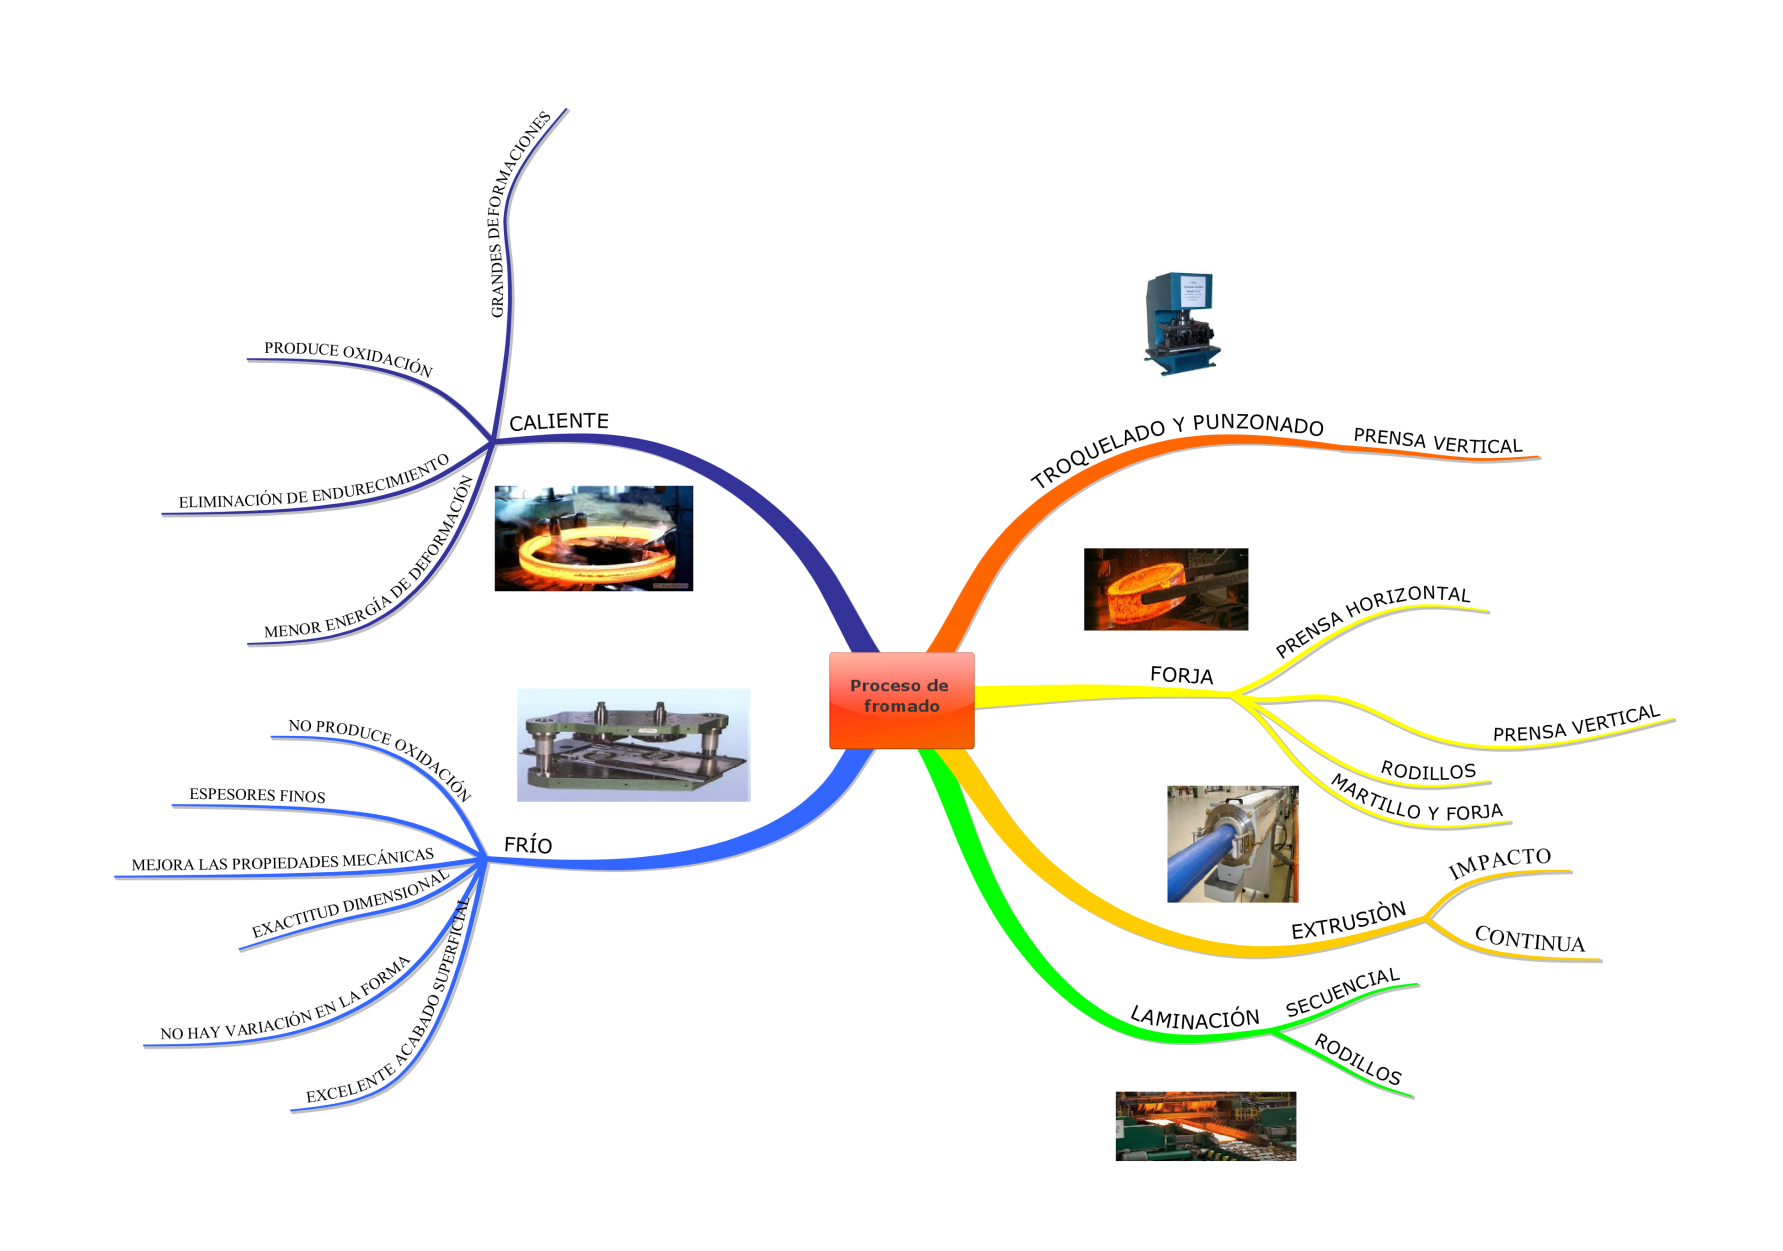 Proceso de
fromado
CALIENTE
GRANDES DEFORMACIONES
PRODUCE OXIDACIÓN
ELIMINACIÓN DE ENDURECIMIENTO
MENOR ENERGÍA DE DEFORMACIÓN
FRÍO
NO PRODUCE OXIDACIÓN
ESPESORES FINOS
MEJORA LAS PROPIEDADES MECÁNICAS
EXACTITUD DIMENSIONAL
NO HAY VARIACIÓN EN LA FORMA
EXCELENTE ACABADO SUPERFICIAL
TROQUELADO Y PUNZONADO
PRENSA VERTICAL
FORJA
PRENSA HORIZONTAL
PRENSA VERTICAL
RODILLOS
MARTILLO Y FORJA
EXTRUSIÒN
IMPACTO
CONTINUA
LAMINACIÓN
SECUENCIAL
RODILLOS